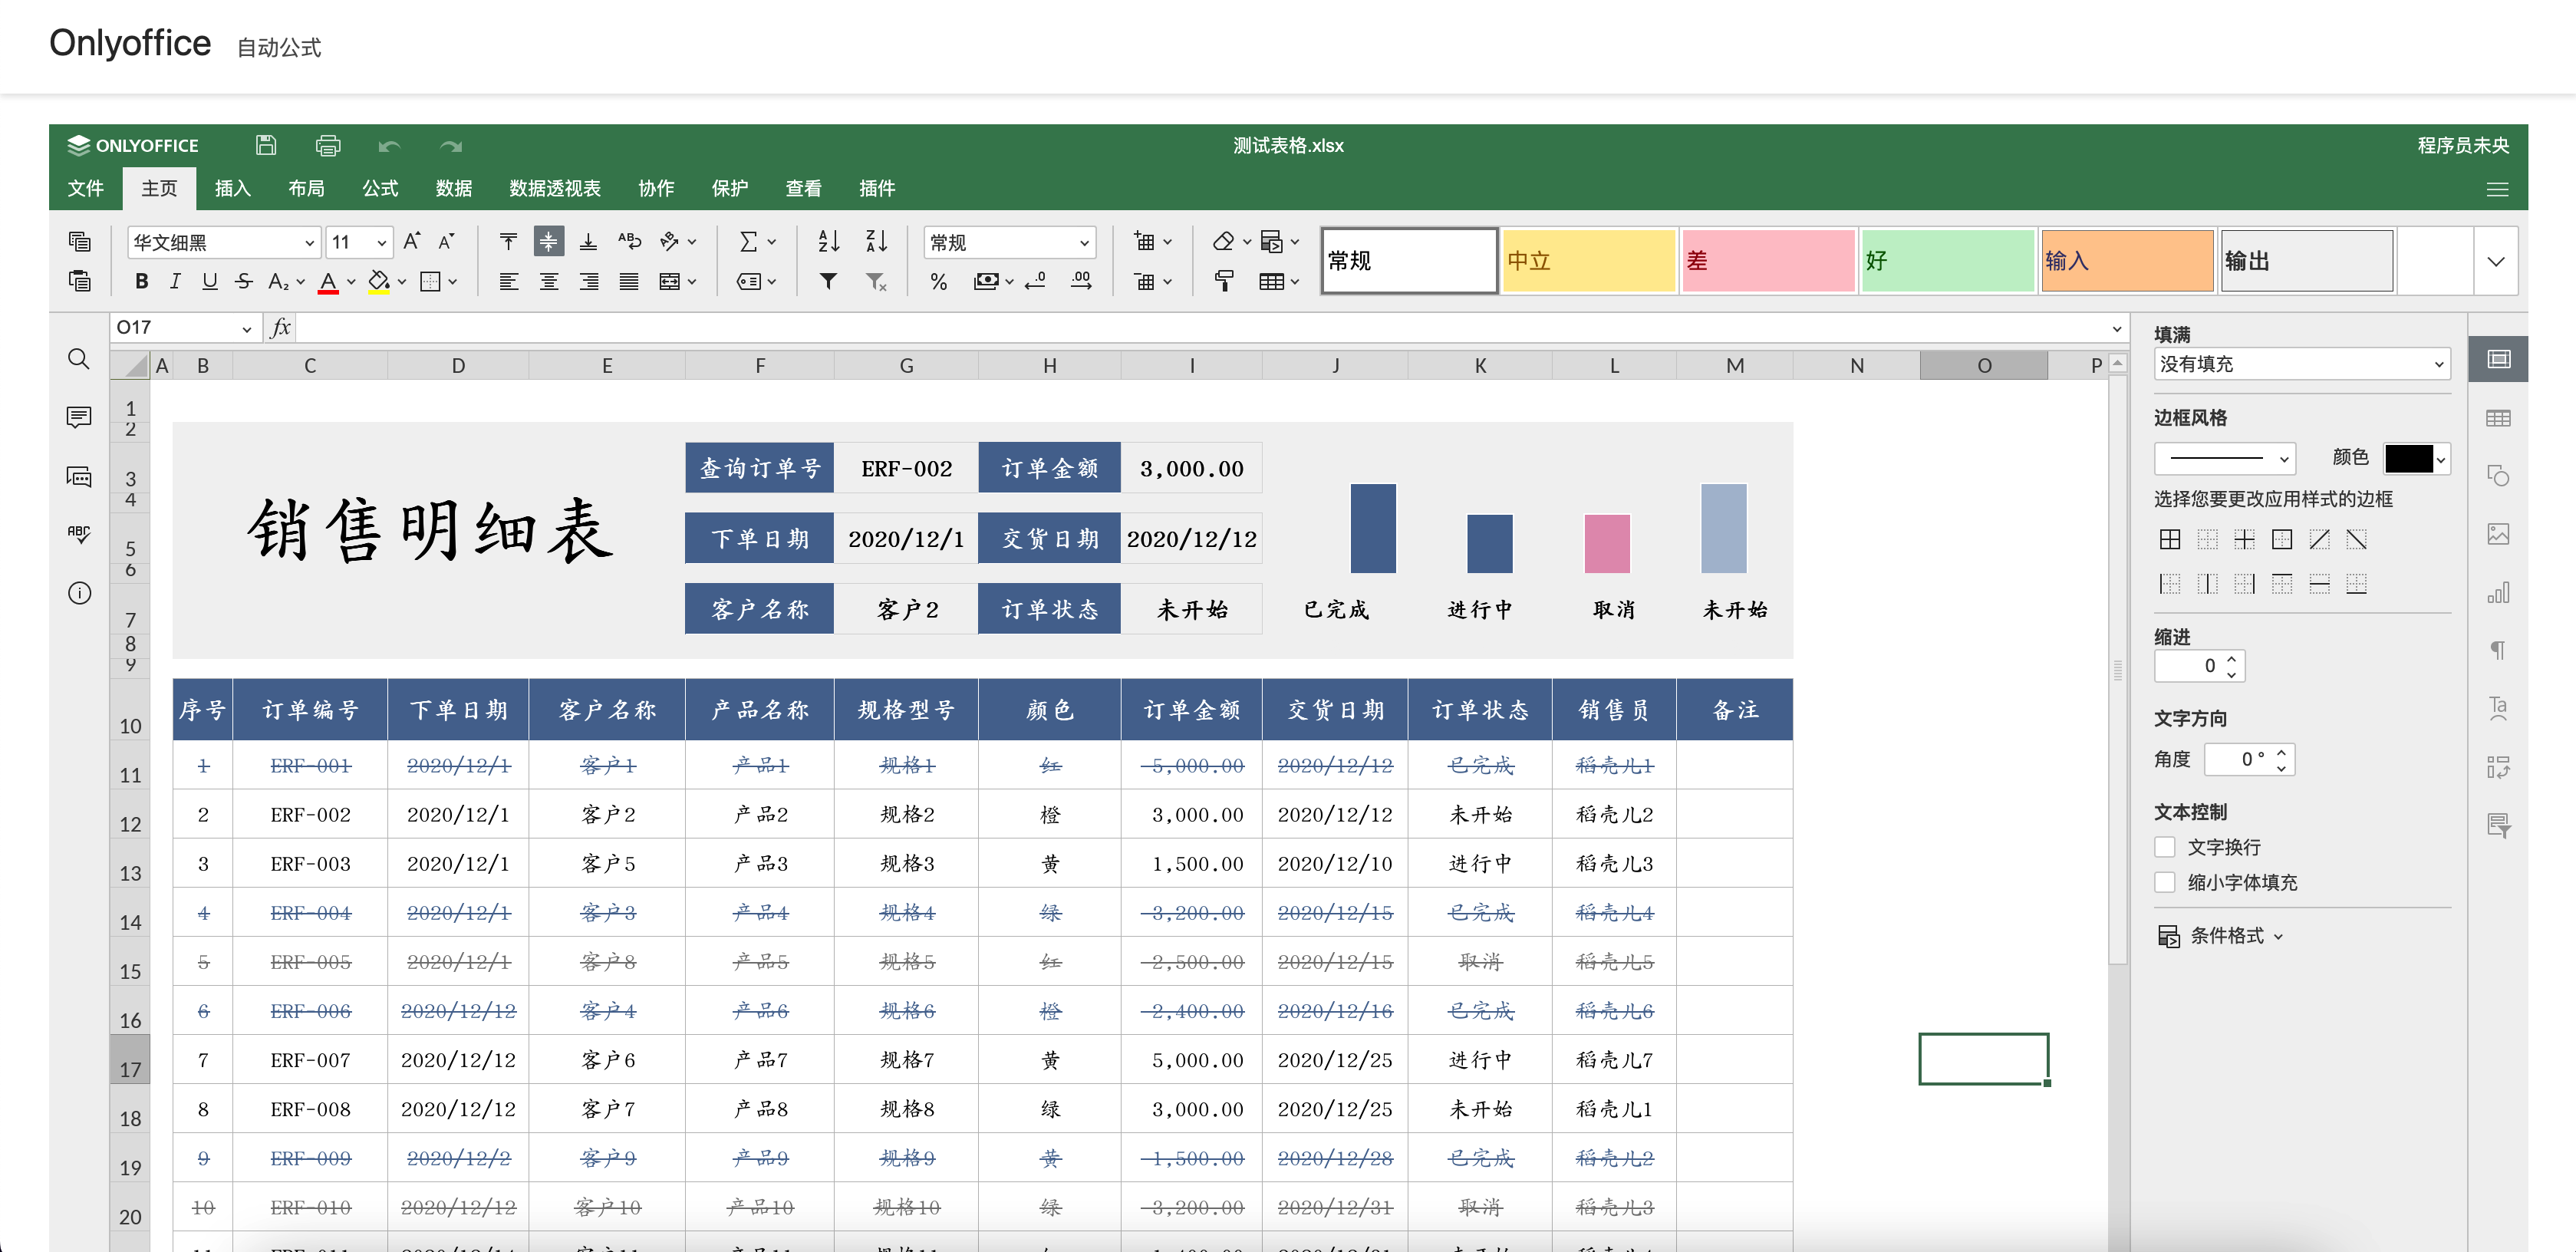 Onlyoffice 自动公式
ONLYOFFICE 测试表格.xlsx 程序员未央
文件 主页 插入 布局 公式 数据 数据透视表 协作 保护 查看 插件
华文细黑 11 常规 常规 中立 差 好 输入 输出
O17 fx
填满
没有填充
A B C D E F G H I J K L M N O P
边框风格
颜色
选择您要更改应用样式的边框
缩进
0
文字方向
角度 0 °
文本控制
文字换行
缩小字体填充
条件格式
1
2
3 查询订单号 ERF-002 订单金额 3,000.00
4
销售明细表
5 下单日期 2020/12/1 交货日期 2020/12/12
6
7 客户名称 客户2 订单状态 未开始 已完成 进行中 取消 未开始
8
9
10 序号 订单编号 下单日期 客户名称 产品名称 规格型号 颜色 订单金额 交货日期 订单状态 销售员 备注
11 1 ERF-001 2020/12/1 客户1 产品1 规格1 红 5,000.00 2020/12/12 已完成 稻壳儿1
12 2 ERF-002 2020/12/1 客户2 产品2 规格2 橙 3,000.00 2020/12/12 未开始 稻壳儿2
13 3 ERF-003 2020/12/1 客户5 产品3 规格3 黄 1,500.00 2020/12/10 进行中 稻壳儿3
14 4 ERF-004 2020/12/1 客户3 产品4 规格4 绿 3,200.00 2020/12/15 已完成 稻壳儿4
15 5 ERF-005 2020/12/1 客户8 产品5 规格5 红 2,500.00 2020/12/15 取消 稻壳儿5
16 6 ERF-006 2020/12/12 客户4 产品6 规格6 橙 2,400.00 2020/12/16 已完成 稻壳儿6
17 7 ERF-007 2020/12/12 客户6 产品7 规格7 黄 5,000.00 2020/12/25 进行中 稻壳儿7
18 8 ERF-008 2020/12/12 客户7 产品8 规格8 绿 3,000.00 2020/12/25 未开始 稻壳儿1
19 9 ERF-009 2020/12/2 客户9 产品9 规格9 黄 1,500.00 2020/12/28 已完成 稻壳儿2
20 10 ERF-010 2020/12/12 客户10 产品10 规格10 绿 3,200.00 2020/12/31 取消 稻壳儿3